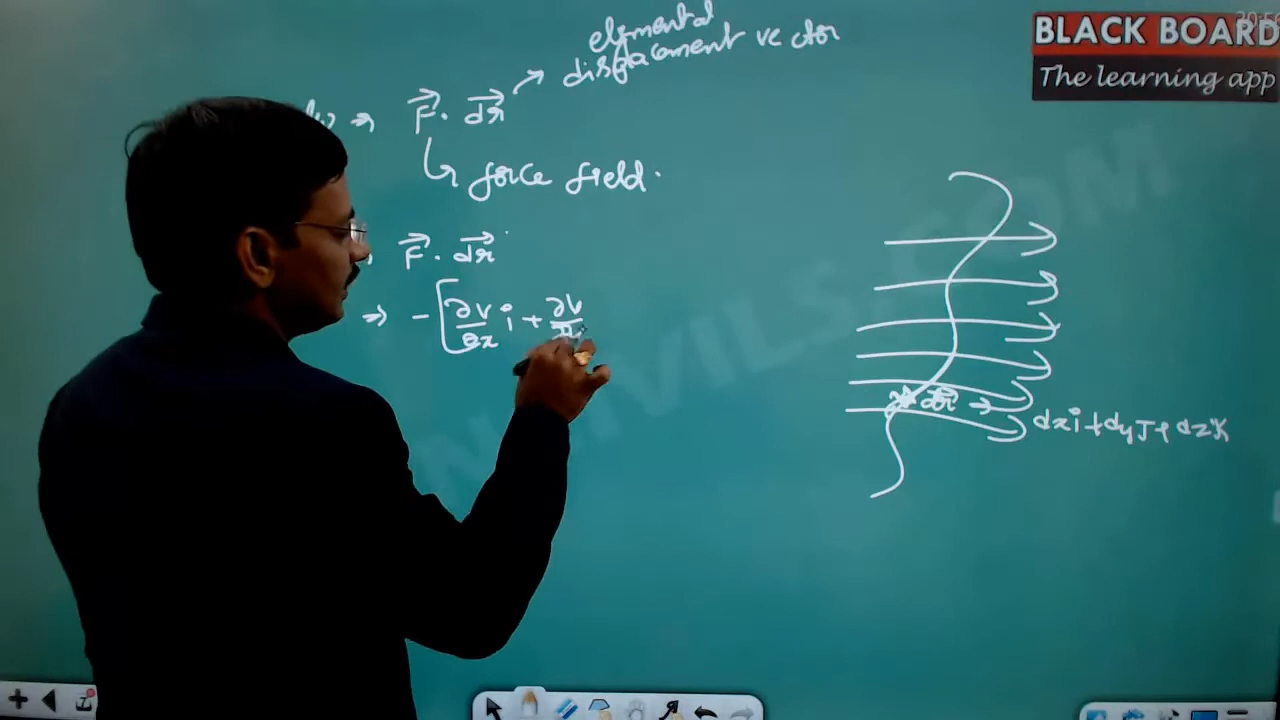 elemental
displacement vector
F⃗ . dr⃗
↳ force field.
F⃗ . dr⃗
⇒ - [∂V/∂x i + ∂V/
dr⃗ → dxi + dyJ + dzK
BLACK BOARD
The learning app